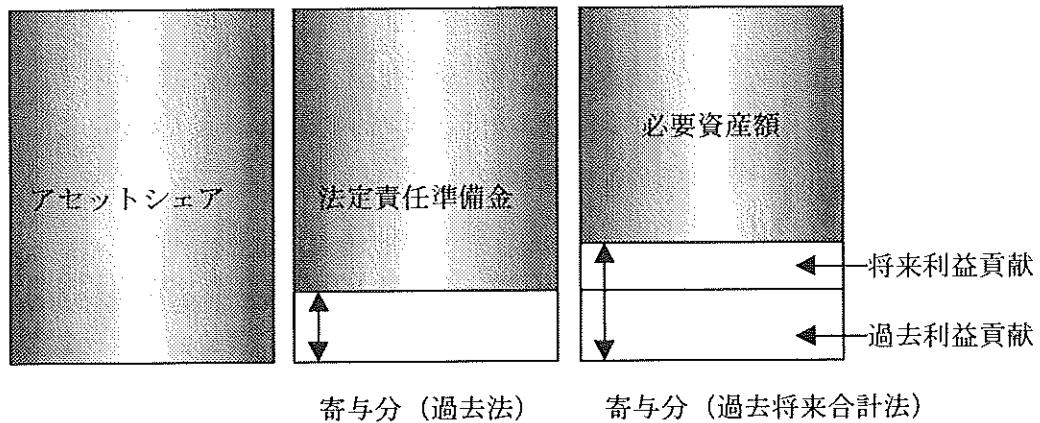 アセットシェア
法定責任準備金
必要資産額
将来利益貢献
過去利益貢献
寄与分（過去法）
寄与分（過去将来合計法）